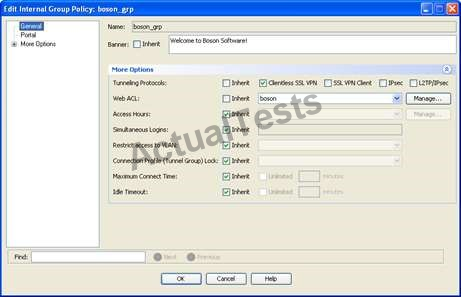 Edit Internal Group Policy: boson_grp
General
Portal
More Options
Name: boson_grp
Banner: Inherit Welcome to Boson Software!
More Options
Tunneling Protocols: Inherit Clientless SSL VPN SSL VPN Client IPsec L2TP/IPsec
Web ACL: Inherit boson Manage...
Access Hours: Inherit Manage...
Simultaneous Logins: Inherit
Restrict access to VLAN: Inherit
Connection Profile (Tunnel Group) Lock: Inherit
Maximum Connect Time: Inherit Unlimited minutes
Idle Timeout: Inherit Unlimited minutes
ActualTests
Find: Next Previous
OK Cancel Help